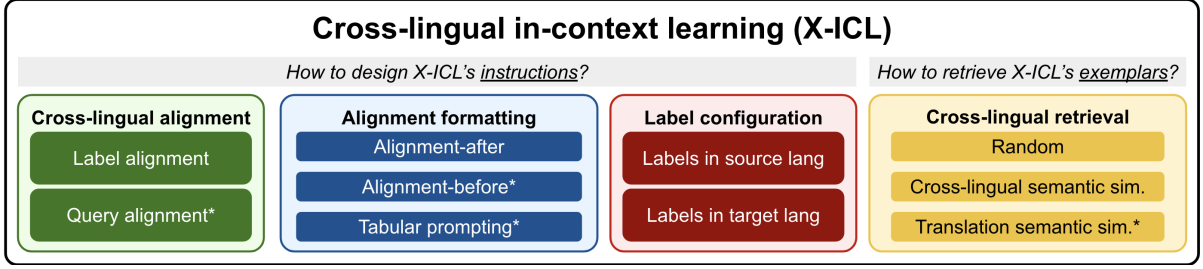 Cross-lingual in-context learning (X-ICL)
How to design X-ICL's instructions?
How to retrieve X-ICL's exemplars?
Cross-lingual alignment
Label alignment
Query alignment*
Alignment formatting
Alignment-after
Alignment-before*
Tabular prompting*
Label configuration
Labels in source lang
Labels in target lang
Cross-lingual retrieval
Random
Cross-lingual semantic sim.
Translation semantic sim.*